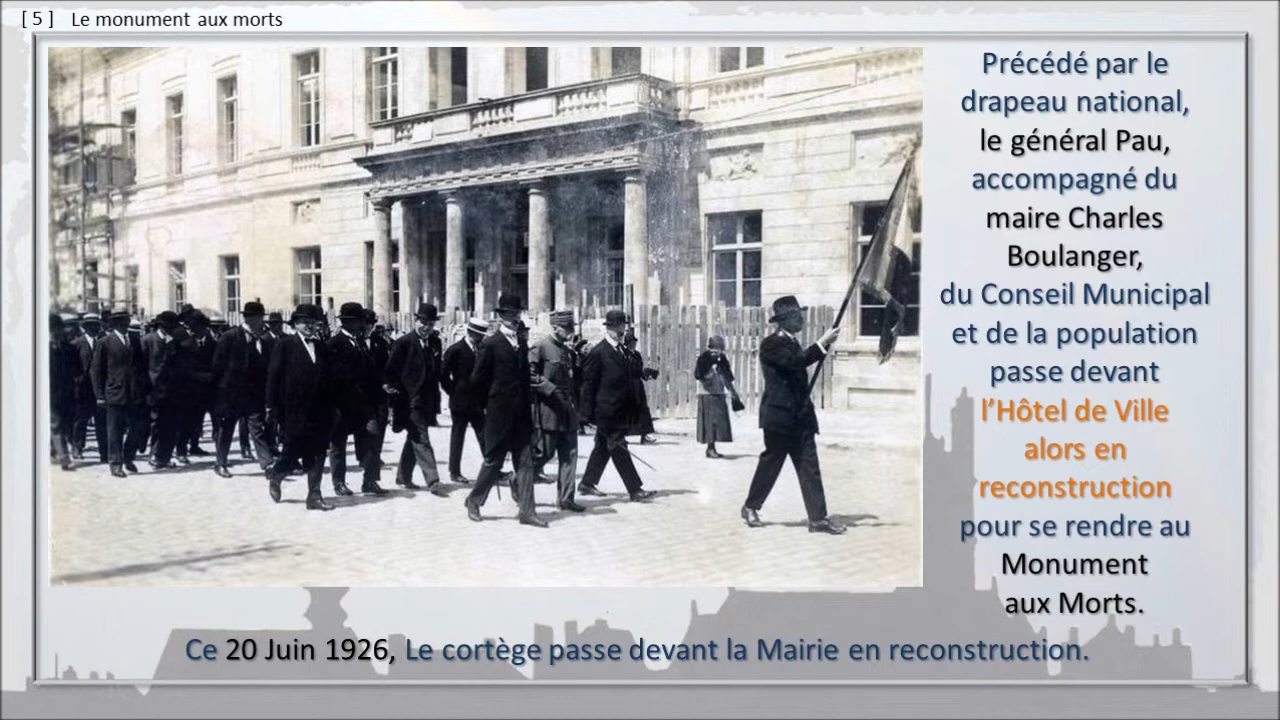 [ 5 ] Le monument aux morts
Précédé par le
drapeau national,
le général Pau,
accompagné du
maire Charles
Boulanger,
du Conseil Municipal
et de la population
passe devant
l’Hôtel de Ville
alors en
reconstruction
pour se rendre au
Monument
aux Morts.
Ce 20 Juin 1926, Le cortège passe devant la Mairie en reconstruction.